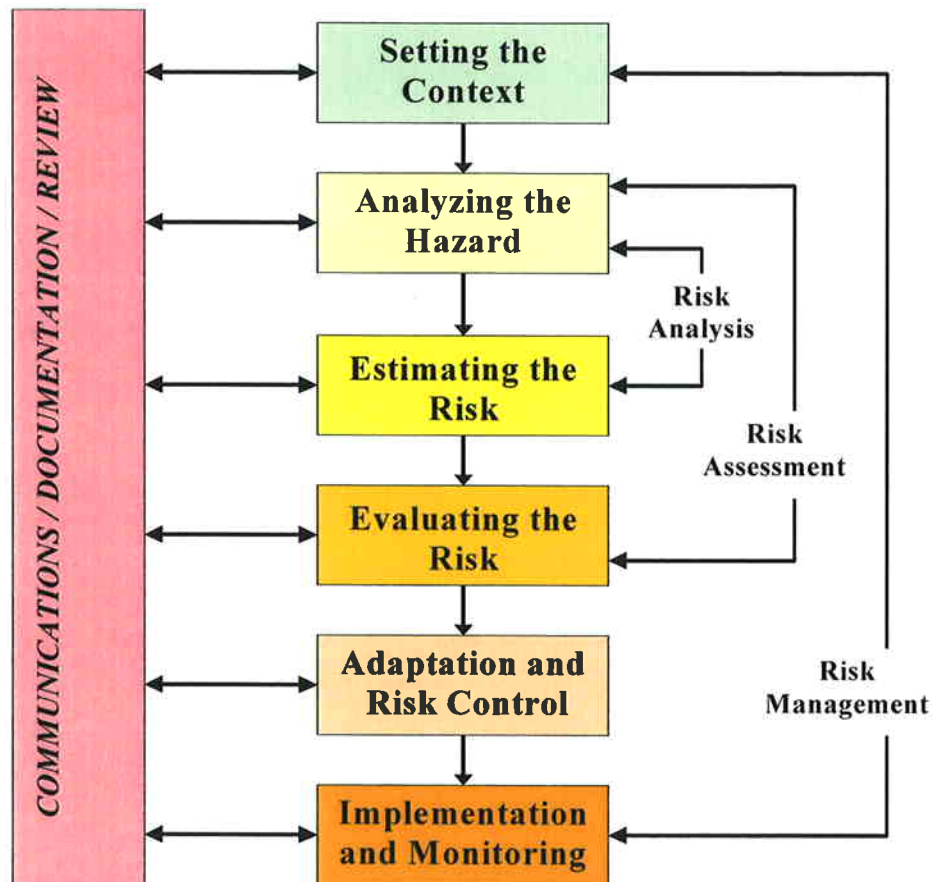 COMMUNICATIONS / DOCUMENTATION / REVIEW
Setting the
Context
Analyzing the
Hazard
Risk
Analysis
Estimating the
Risk
Risk
Assessment
Evaluating the
Risk
Adaptation and
Risk Control
Risk
Management
Implementation
and Monitoring